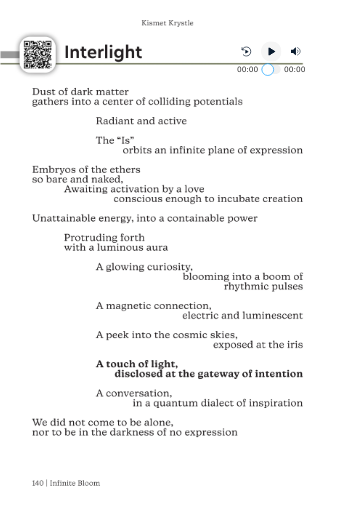 Kismet Krystle
Interlight
00:00 00:00
Dust of dark matter
gathers into a center of colliding potentials
Radiant and active
The “Is”
orbits an infinite plane of expression
Embryos of the ethers
so bare and naked,
Awaiting activation by a love
conscious enough to incubate creation
Unattainable energy, into a containable power
Protruding forth
with a luminous aura
A glowing curiosity,
blooming into a boom of
rhythmic pulses
A magnetic connection,
electric and luminescent
A peek into the cosmic skies,
exposed at the iris
A touch of light,
disclosed at the gateway of intention
A conversation,
in a quantum dialect of inspiration
We did not come to be alone,
nor to be in the darkness of no expression
140 | Infinite Bloom